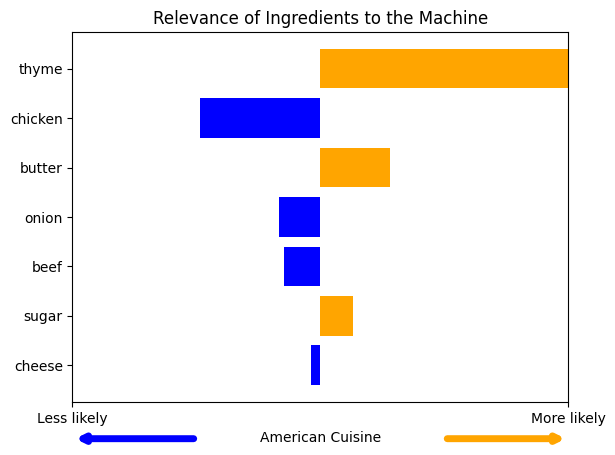 Relevance of Ingredients to the Machine
thyme
chicken
butter
onion
beef
sugar
cheese
Less likely
More likely
American Cuisine